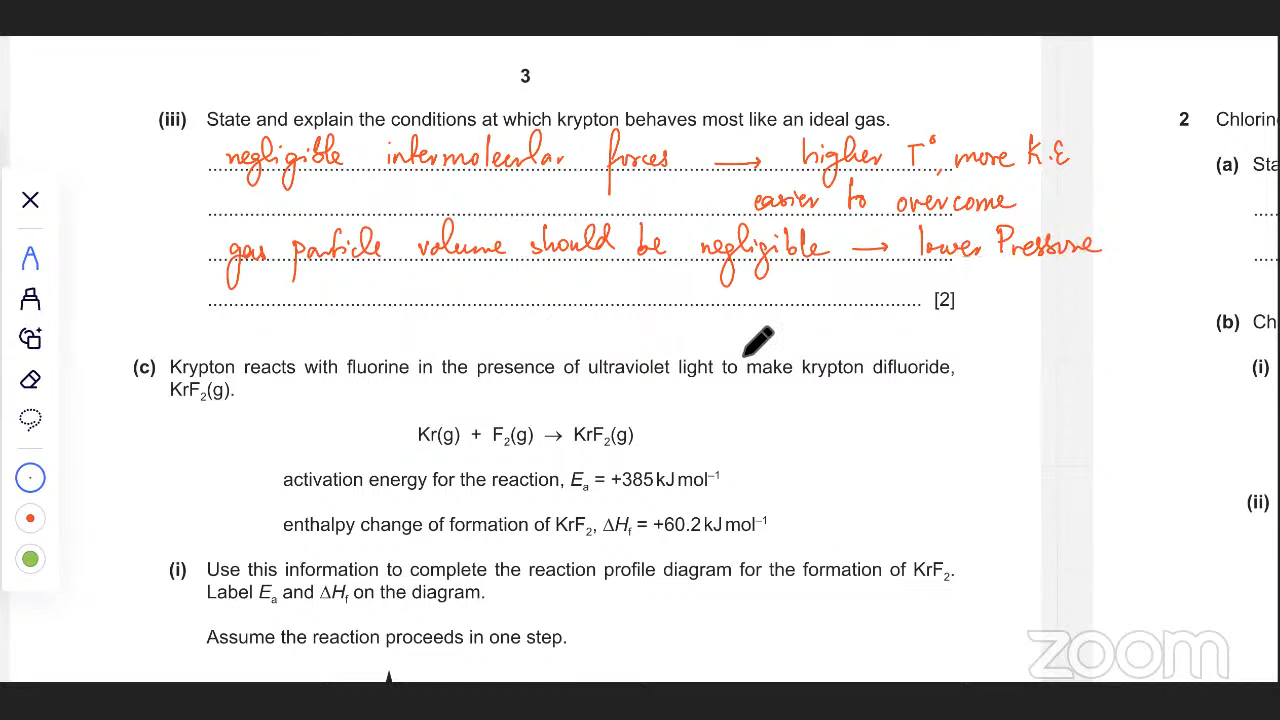 3
(iii) State and explain the conditions at which krypton behaves most like an ideal gas.
negligible intermolecular forces → higher T°, more K.E
easier to overcome
gas particle volume should be negligible → lower Pressure
[2]
(c) Krypton reacts with fluorine in the presence of ultraviolet light to make krypton difluoride,
KrF₂(g).
Kr(g) + F₂(g) → KrF₂(g)
activation energy for the reaction, Eₐ = +385 kJ mol⁻¹
enthalpy change of formation of KrF₂, ΔHf = +60.2 kJ mol⁻¹
(i) Use this information to complete the reaction profile diagram for the formation of KrF₂.
Label Eₐ and ΔHf on the diagram.
Assume the reaction proceeds in one step.
2 Chlorin
(a) Sta
(b) Ch
(i)
(ii)
zoom